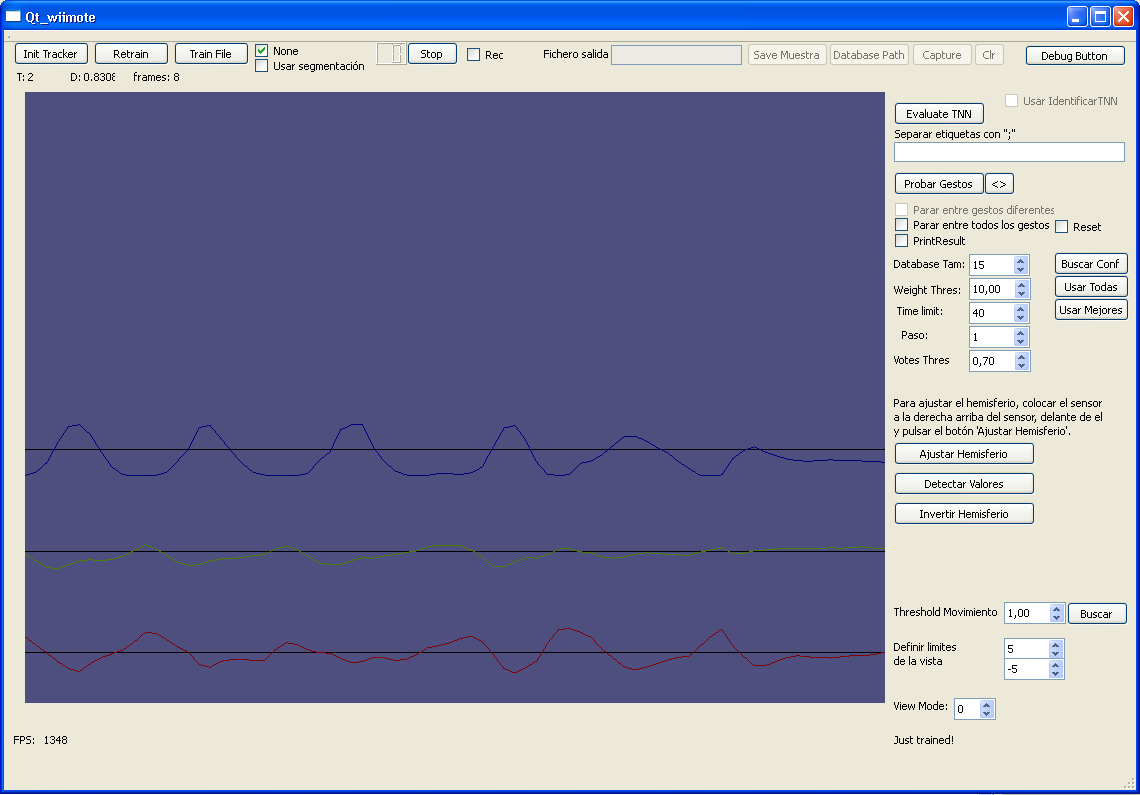 Qt_wiimote
Init Tracker Retrain Train File None Stop Rec Fichero salida Save Muestra Database Path Capture Clr Debug Button
Usar segmentación
T: 2 D: 0.8308 frames: 8
Usar IdentificarTNN
Evaluate TNN
Separar etiquetas con ";"
Probar Gestos <>
Parar entre gestos diferentes
Parar entre todos los gestos Reset
PrintResult
Database Tam: 15 Buscar Conf
Weight Thres: 10,00 Usar Todas
Time limit: 40 Usar Mejores
Paso: 1
Votes Thres 0,70
Para ajustar el hemisferio, colocar el sensor
a la derecha arriba del sensor, delante de el
y pulsar el botón 'Ajustar Hemisferio'.
Ajustar Hemisferio
Detectar Valores
Invertir Hemisferio
Threshold Movimiento 1,00 Buscar
Definir limites 5
de la vista -5
View Mode: 0
FPS: 1348 Just trained!